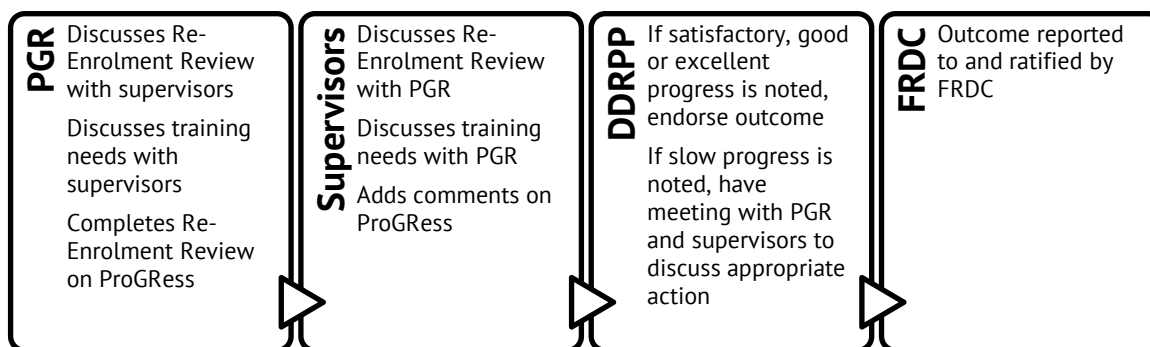 PGR
Discusses Re-
Enrolment Review
with supervisors
Discusses training
needs with
supervisors
Completes Re-
Enrolment Review
on ProGRess
Supervisors
Discusses Re-
Enrolment Review
with PGR
Discusses training
needs with PGR
Adds comments on
ProGRess
DDRPP
If satisfactory, good
or excellent
progress is noted,
endorse outcome
If slow progress is
noted, have
meeting with PGR
and supervisors to
discuss appropriate
action
FRDC
Outcome reported
to and ratified by
FRDC